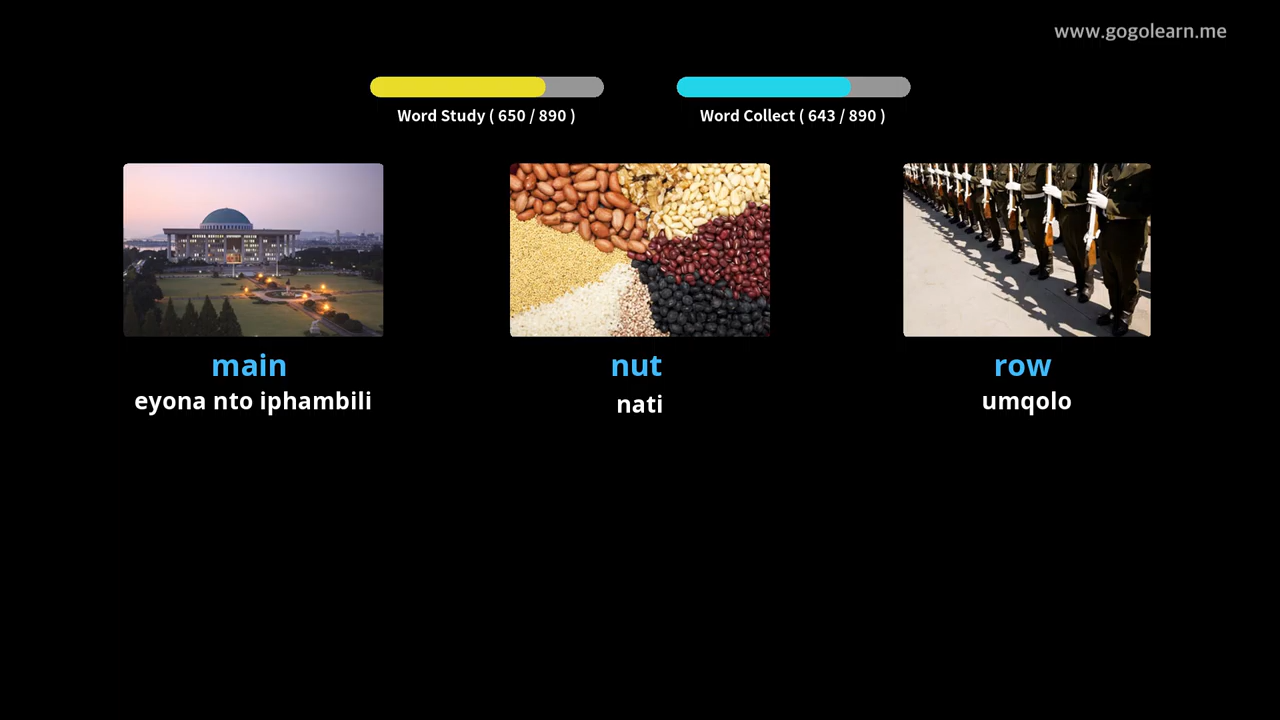 www.gogolearn.me
Word Study ( 650 / 890 )
Word Collect ( 643 / 890 )
main
eyona nto iphambili
nut
nati
row
umqolo